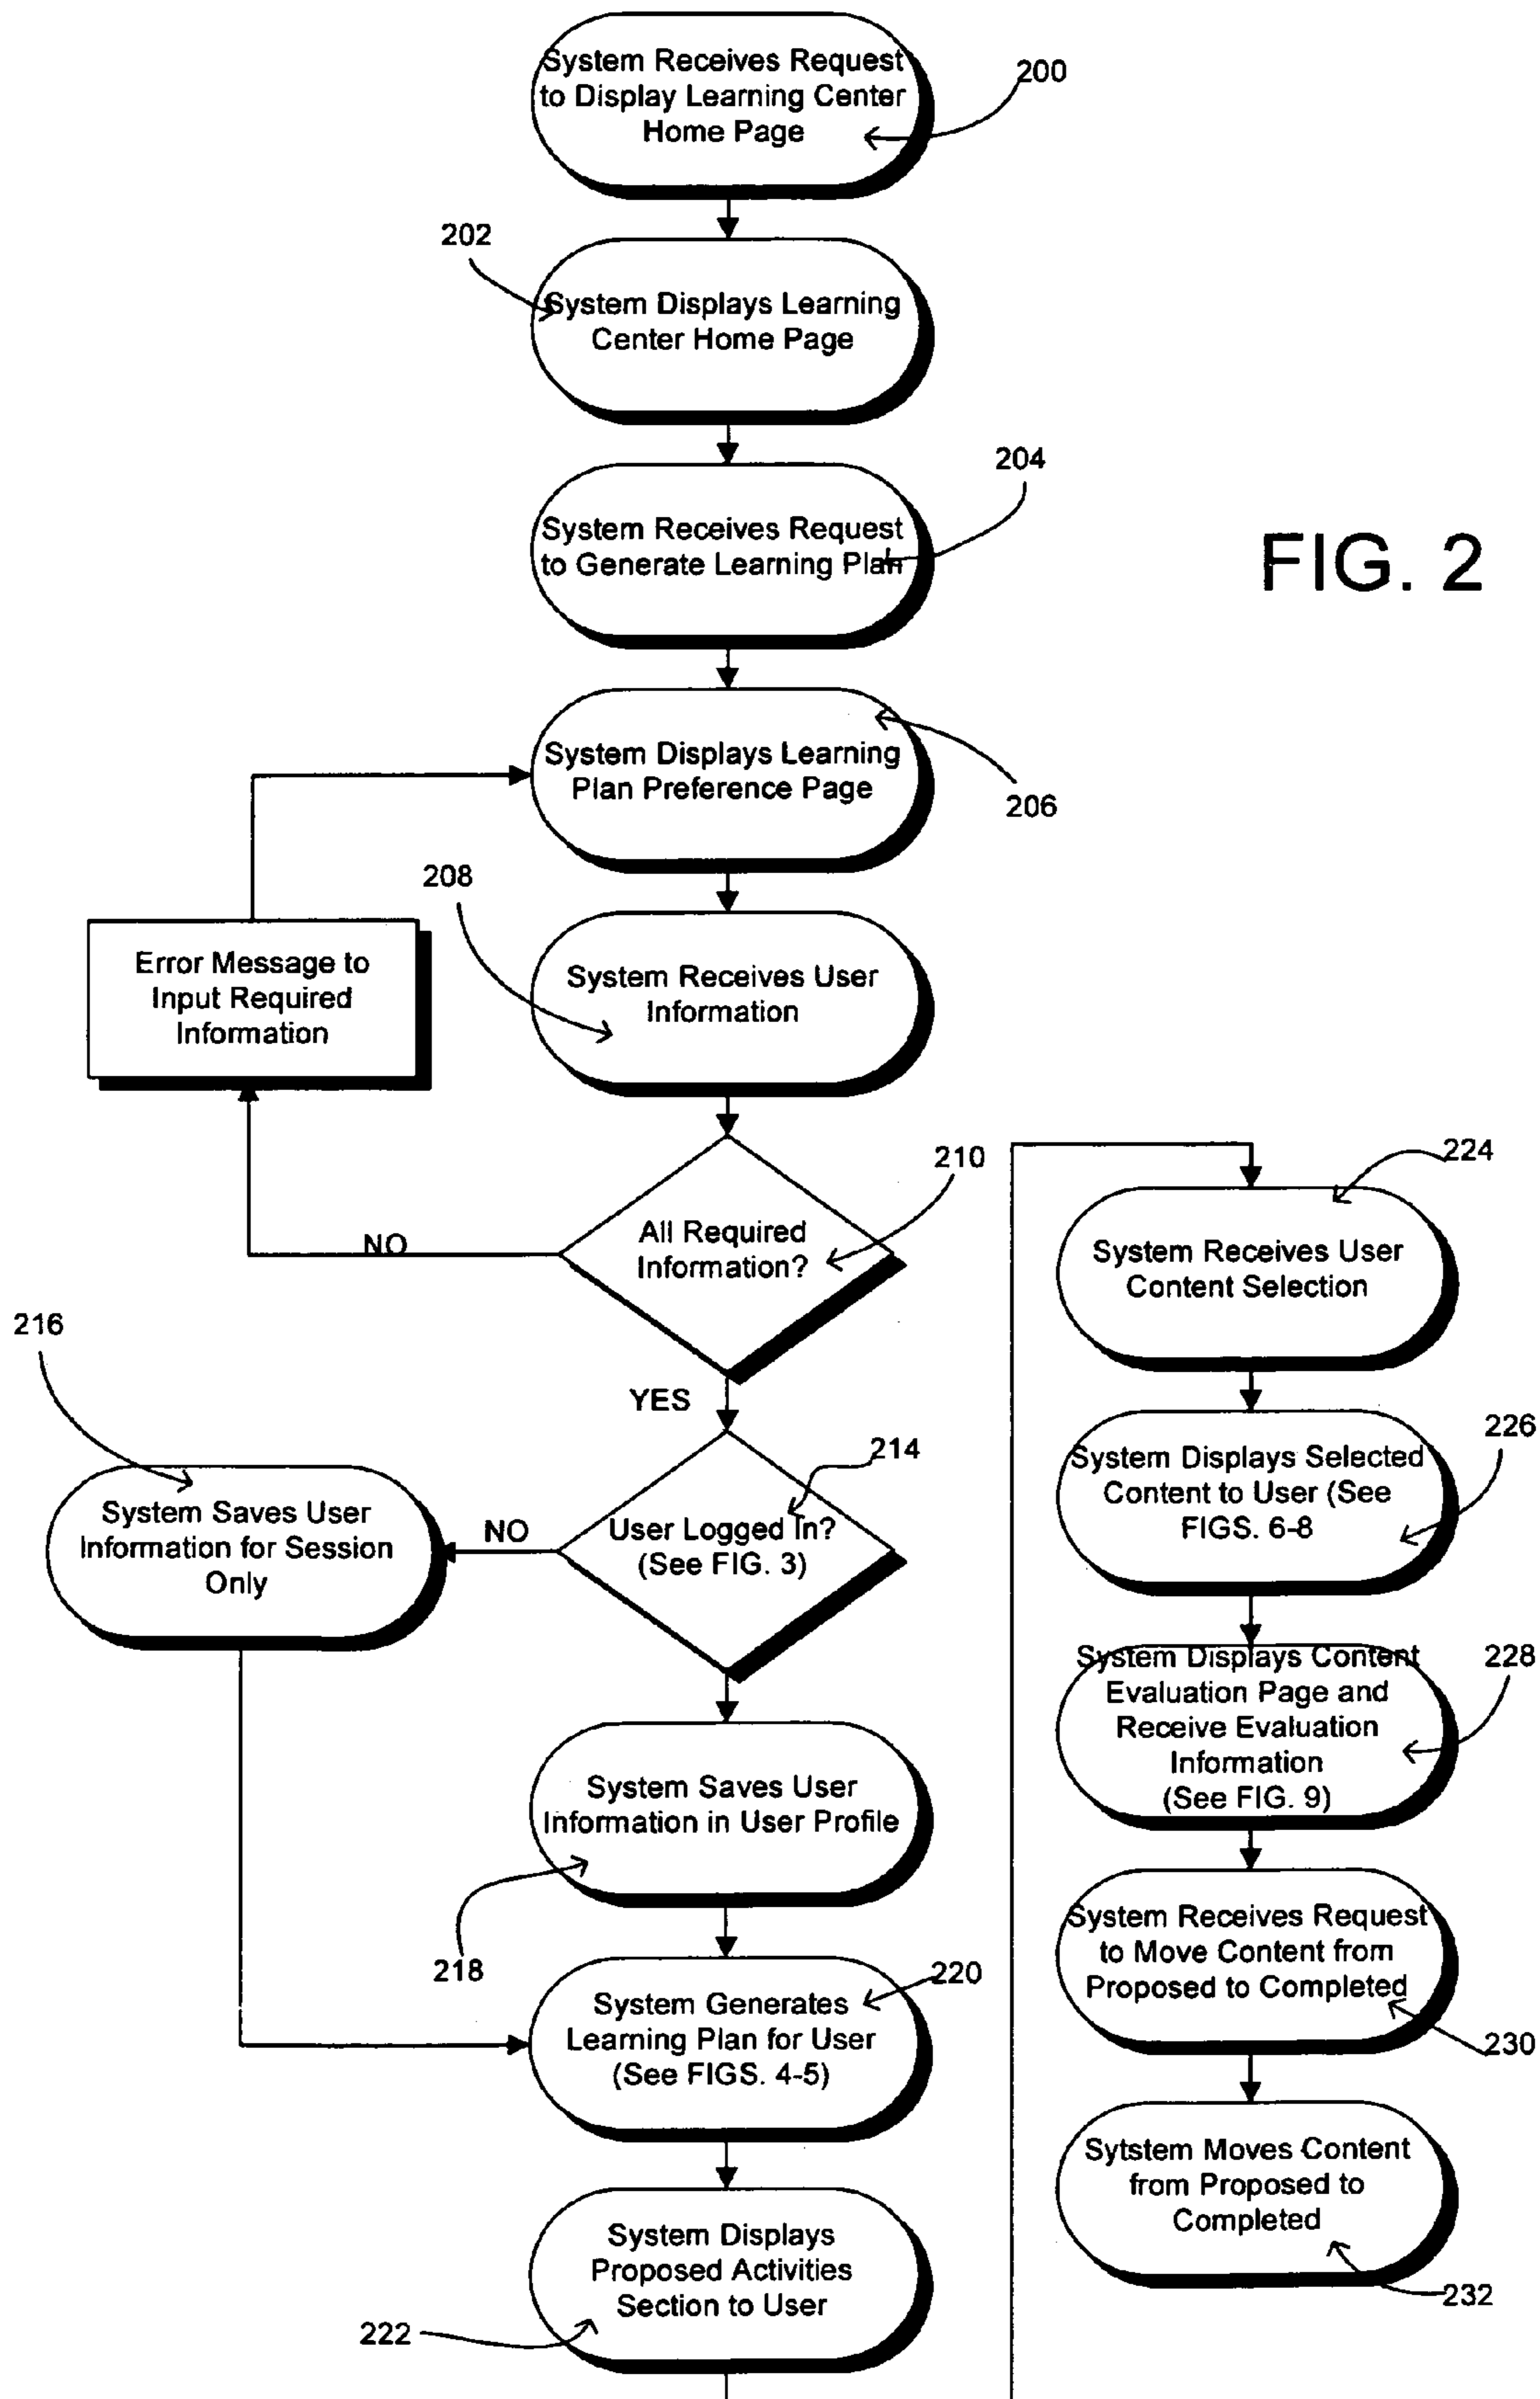 System Receives Request
to Display Learning Center
Home Page
200
202
System Displays Learning
Center Home Page
204
System Receives Request
to Generate Learning Plan
FIG. 2
System Displays Learning
Plan Preference Page
206
208
Error Message to
Input Required
Information
System Receives User
Information
210
All Required
Information?
NO
YES
216
214
System Saves User
Information for Session
Only
NO
User Logged In?
(See FIG. 3)
System Saves User
Information in User Profile
218
220
System Generates
Learning Plan for User
(See FIGS. 4-5)
System Displays
Proposed Activities
Section to User
222
224
System Receives User
Content Selection
226
System Displays Selected
Content to User (See
FIGS. 6-8
228
System Displays Content
Evaluation Page and
Receive Evaluation
Information
(See FIG. 9)
System Receives Request
to Move Content from
Proposed to Completed
230
Sytstem Moves Content
from Proposed to
Completed
232